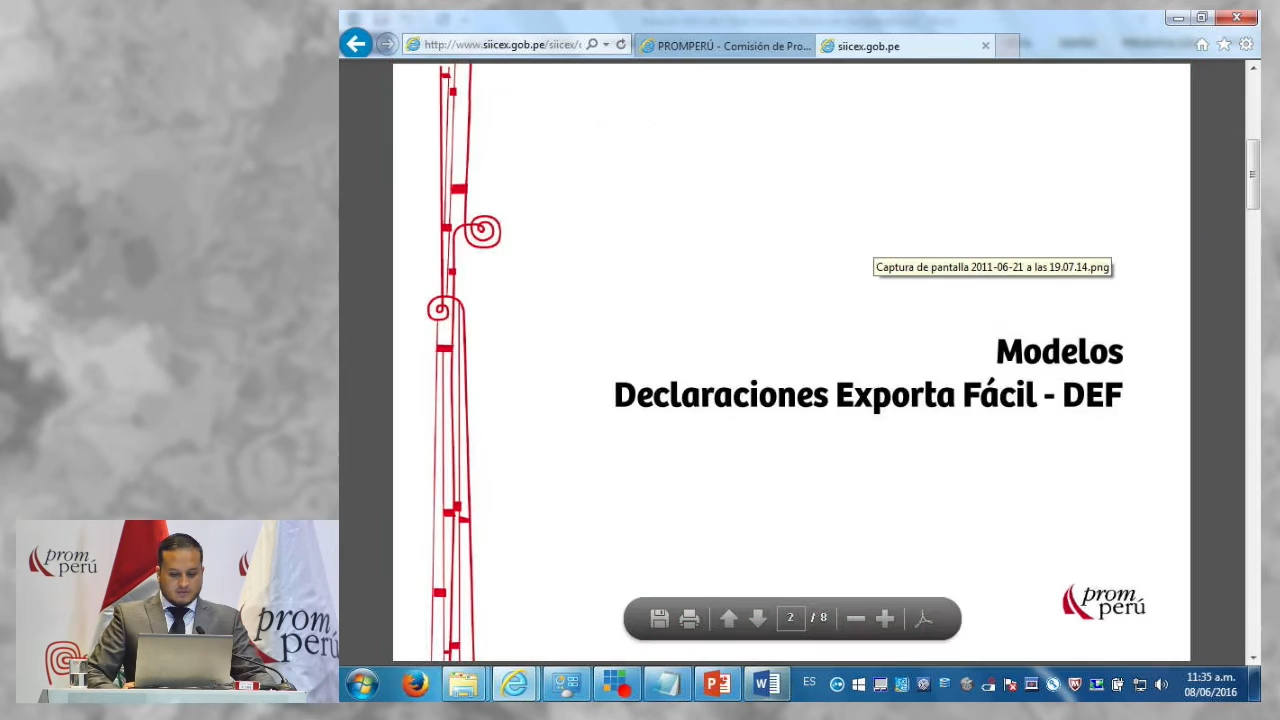 http://www.siicex.gob.pe/siicex/c
PROMPERÚ - Comisión de Pro...
siicex.gob.pe
Captura de pantalla 2011-06-21 a las 19.07.14.png
Modelos
Declaraciones Exporta Fácil - DEF
prom
perú
2 / 8
prom
perú
prom
perú
ES
11:35 a.m.
08/06/2016